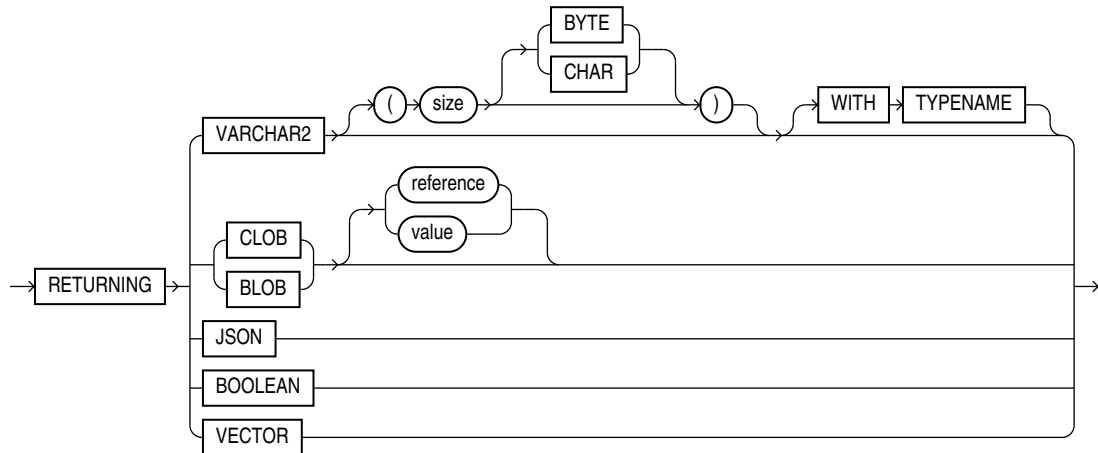 BYTE
CHAR
( size ) WITH TYPENAME
VARCHAR2
reference
value
CLOB
BLOB
RETURNING
JSON
BOOLEAN
VECTOR